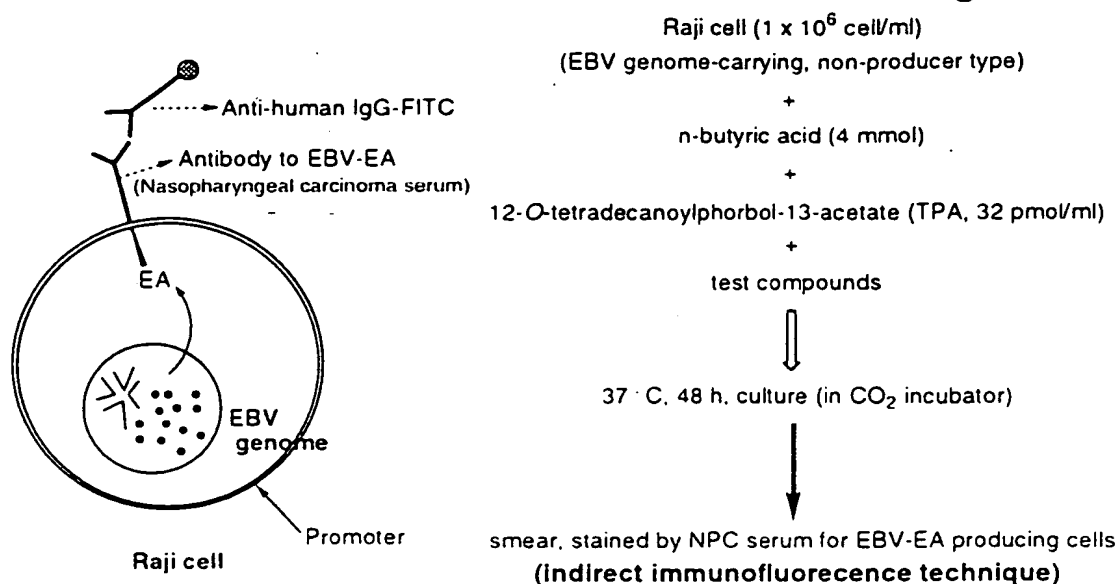 Anti-human IgG-FITC
Antibody to EBV-EA
(Nasopharyngeal carcinoma serum)
EA
EBV
genome
Promoter
Raji cell
Raji cell (1 x 10⁶ cell/ml)
(EBV genome-carrying, non-producer type)
+
n-butyric acid (4 mmol)
+
12-O-tetradecanoylphorbol-13-acetate (TPA, 32 pmol/ml)
+
test compounds
37 ° C, 48 h, culture (in CO₂ incubator)
smear, stained by NPC serum for EBV-EA producing cells
(indirect immunofluorecence technique)